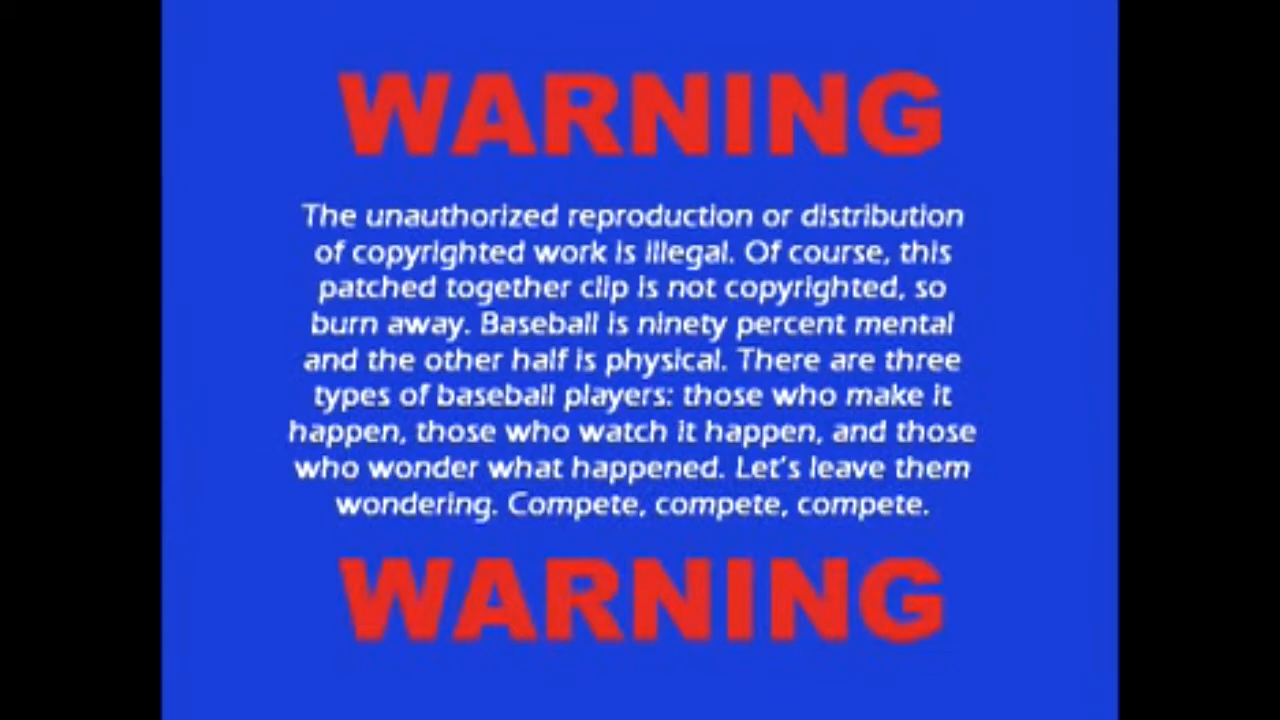 WARNING
The unauthorized reproduction or distribution
of copyrighted work is illegal. Of course, this
patched together clip is not copyrighted, so
burn away. Baseball is ninety percent mental
and the other half is physical. There are three
types of baseball players: those who make it
happen, those who watch it happen, and those
who wonder what happened. Let's leave them
wondering. Compete, compete, compete.
WARNING